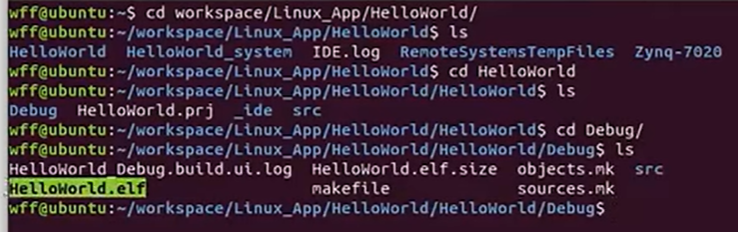 wff@ubuntu:~$ cd workspace/Linux_App/HelloWorld/
wff@ubuntu:~/workspace/Linux_App/HelloWorld$ ls
HelloWorld  HelloWorld_system  IDE.log  RemoteSystemsTempFiles  Zynq-7020
wff@ubuntu:~/workspace/Linux_App/HelloWorld$ cd HelloWorld
wff@ubuntu:~/workspace/Linux_App/HelloWorld/HelloWorld$ ls
Debug  HelloWorld.prj  _ide  src
wff@ubuntu:~/workspace/Linux_App/HelloWorld/HelloWorld$ cd Debug/
wff@ubuntu:~/workspace/Linux_App/HelloWorld/HelloWorld/Debug$ ls
HelloWorld_Debug.build.ui.log  HelloWorld.elf.size  objects.mk  src
HelloWorld.elf  makefile  sources.mk
wff@ubuntu:~/workspace/Linux_App/HelloWorld/HelloWorld/Debug$